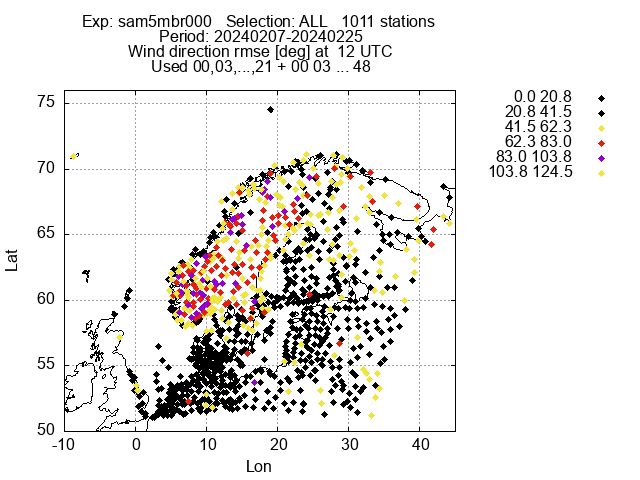 Exp: sam5mbr000 Selection: ALL 1011 stations
Period: 20240207-20240225
Wind direction rmse [deg] at 12 UTC
Used 00,03,...,21 + 00 03 ... 48
0.0 20.8
20.8 41.5
41.5 62.3
62.3 83.0
83.0 103.8
103.8 124.5
75
70
65
60
55
50
Lat
-10 0 10 20 30 40
Lon